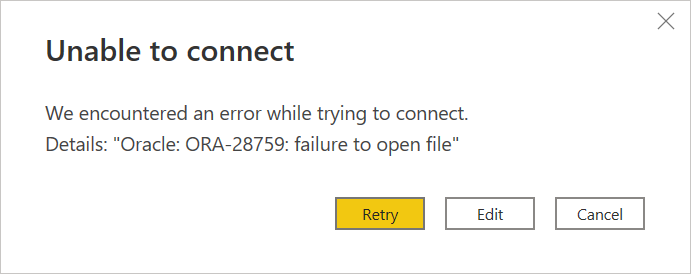 Unable to connect
We encountered an error while trying to connect.
Details: "Oracle: ORA-28759: failure to open file"
Retry Edit Cancel